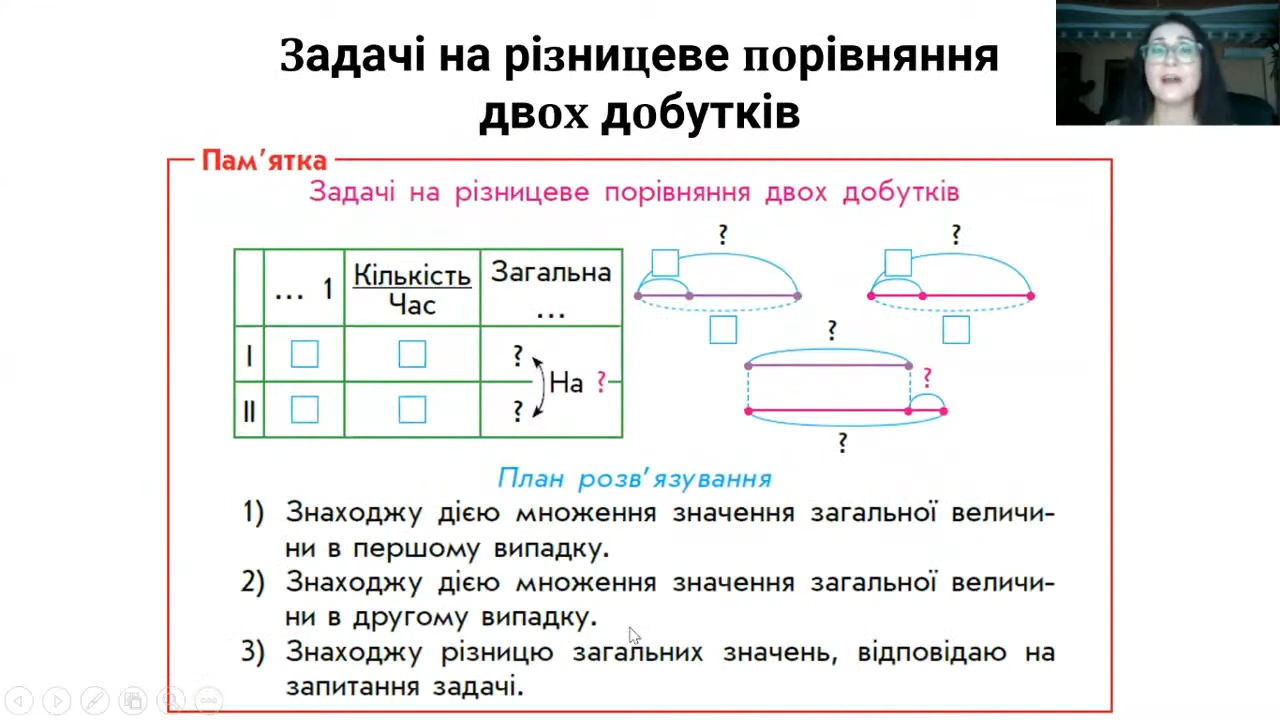 Задачі на різницеве порівняння
двох добутків
Пам'ятка
Задачі на різницеве порівняння двох добутків
... 1
Кількість
Час
Загальна
...
I
?
На ?
II
?
?
?
?
?
?
План розв'язування
1) Знаходжу дією множення значення загальної величи-
ни в першому випадку.
2) Знаходжу дією множення значення загальної величи-
ни в другому випадку.
3) Знаходжу різницю загальних значень, відповідаю на
запитання задачі.